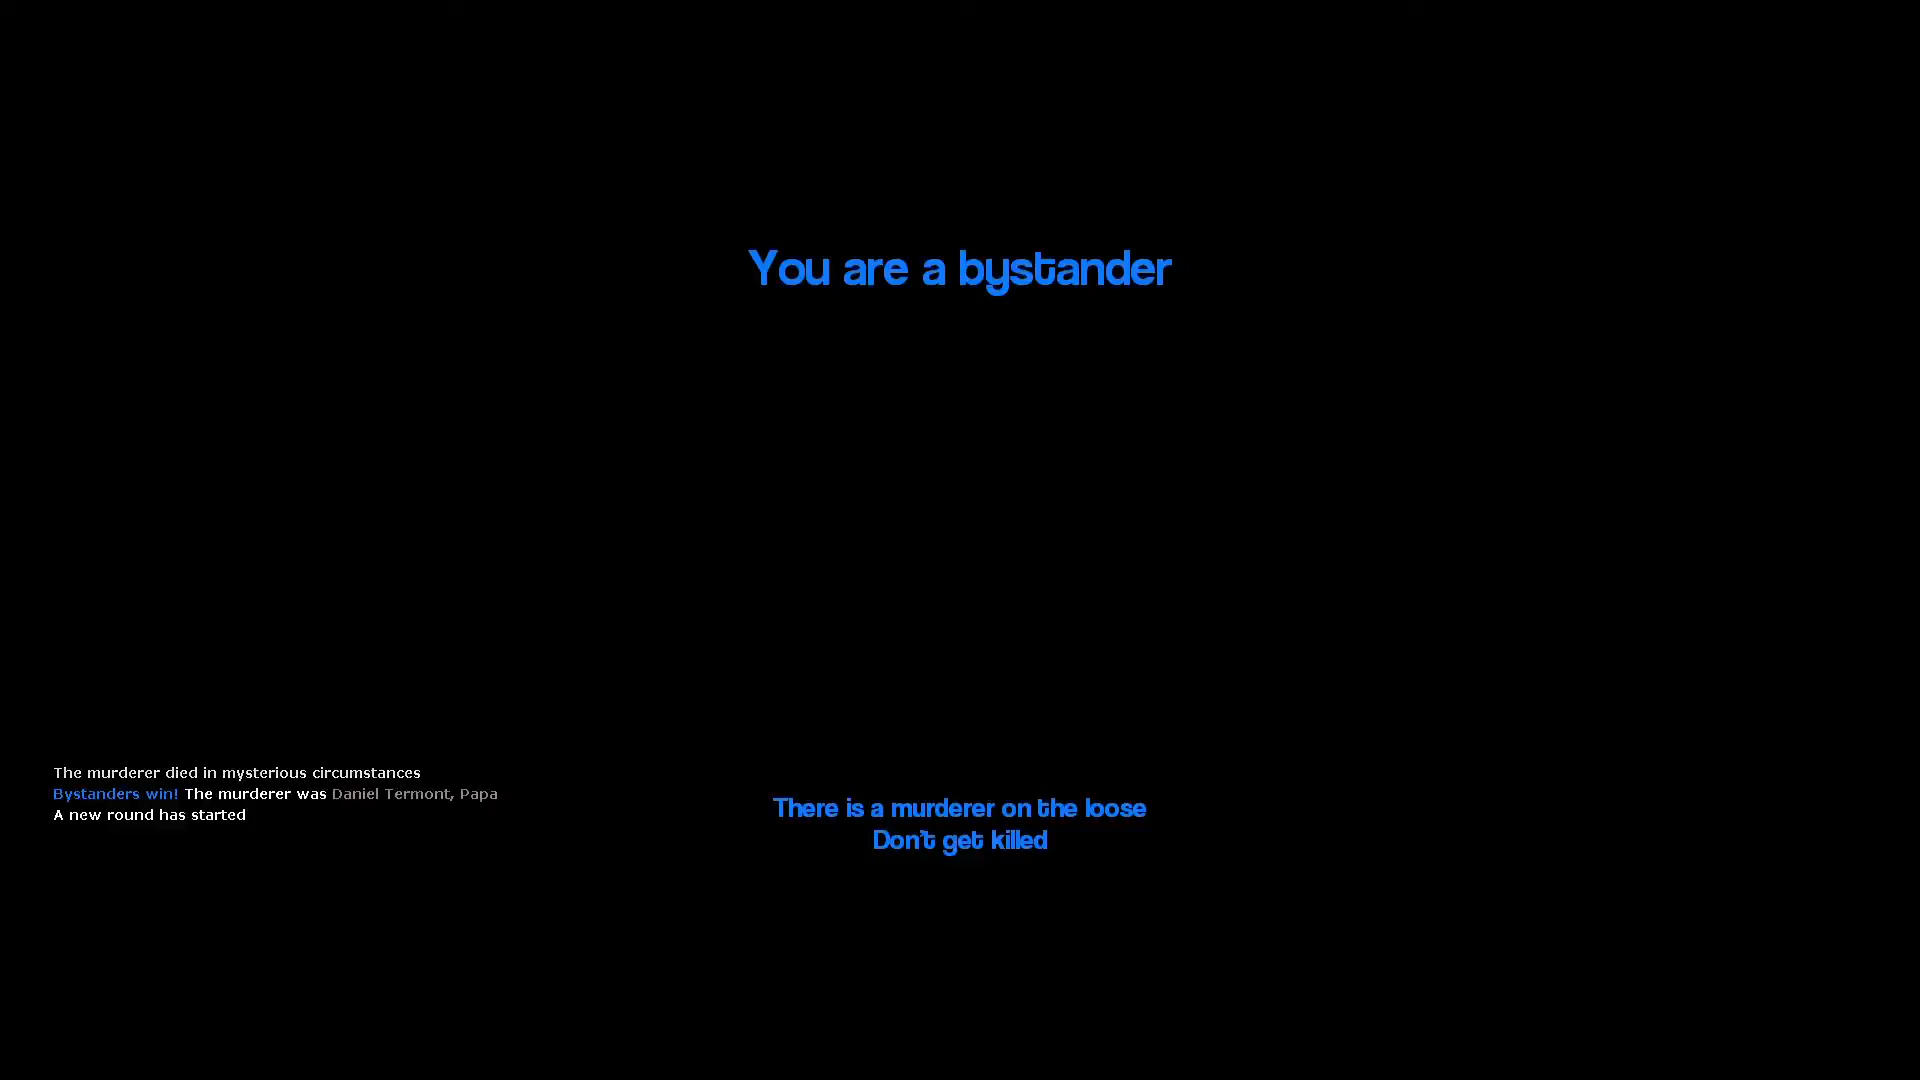 You are a bystander
The murderer died in mysterious circumstances
Bystanders win! The murderer was Daniel Termont, Papa
A new round has started
There is a murderer on the loose
Don't get killed